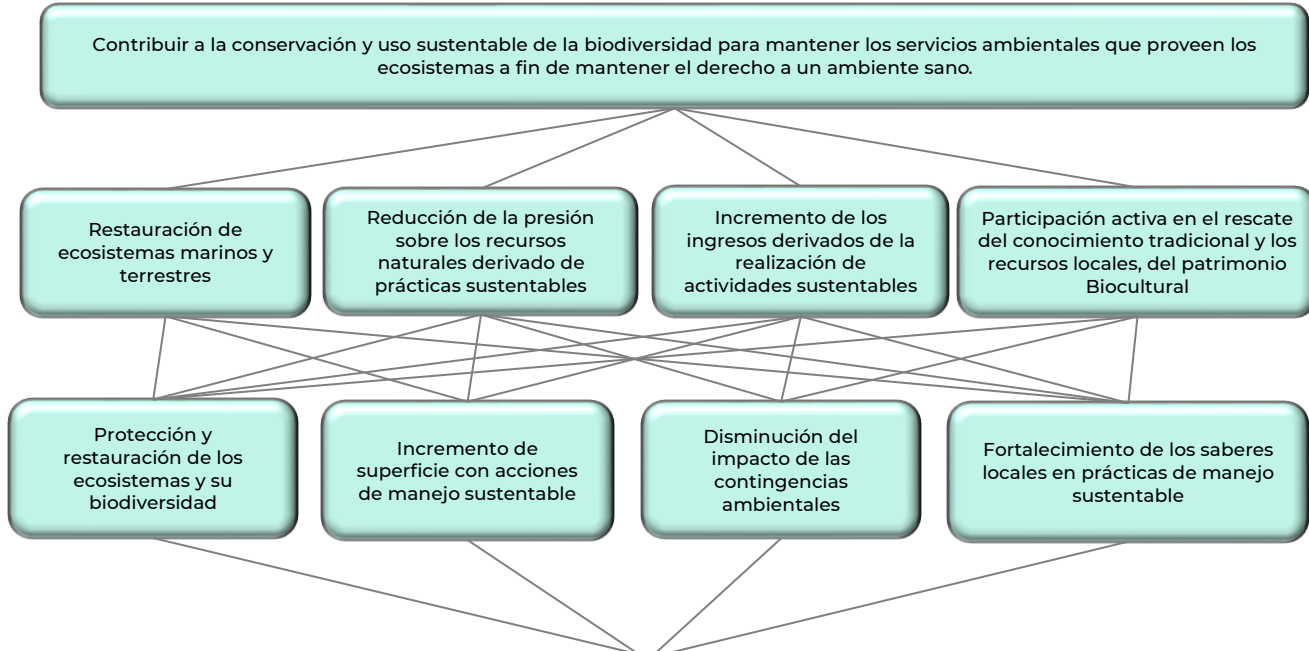 Contribuir a la conservación y uso sustentable de la biodiversidad para mantener los servicios ambientales que proveen los
ecosistemas a fin de mantener el derecho a un ambiente sano.
Restauración de
ecosistemas marinos y
terrestres
Reducción de la presión
sobre los recursos
naturales derivado de
prácticas sustentables
Incremento de los
ingresos derivados de la
realización de
actividades sustentables
Participación activa en el rescate
del conocimiento tradicional y los
recursos locales, del patrimonio
Biocultural
Protección y
restauración de los
ecosistemas y su
biodiversidad
Incremento de
superficie con acciones
de manejo sustentable
Disminución del
impacto de las
contingencias
ambientales
Fortalecimiento de los saberes
locales en prácticas de manejo
sustentable